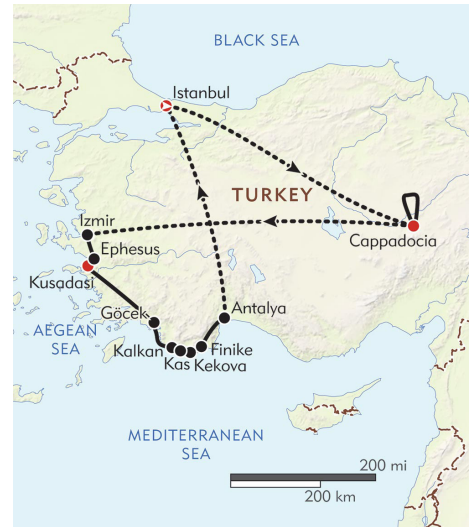 BLACK SEA
Istanbul
TURKEY
Cappadocia
Izmir
Ephesus
Kuşadasi
Göcek
Antalya
AEGEAN
SEA
Kalkan
Finike
Kas
Kekova
MEDITERRANEAN
SEA
200 mi
200 km